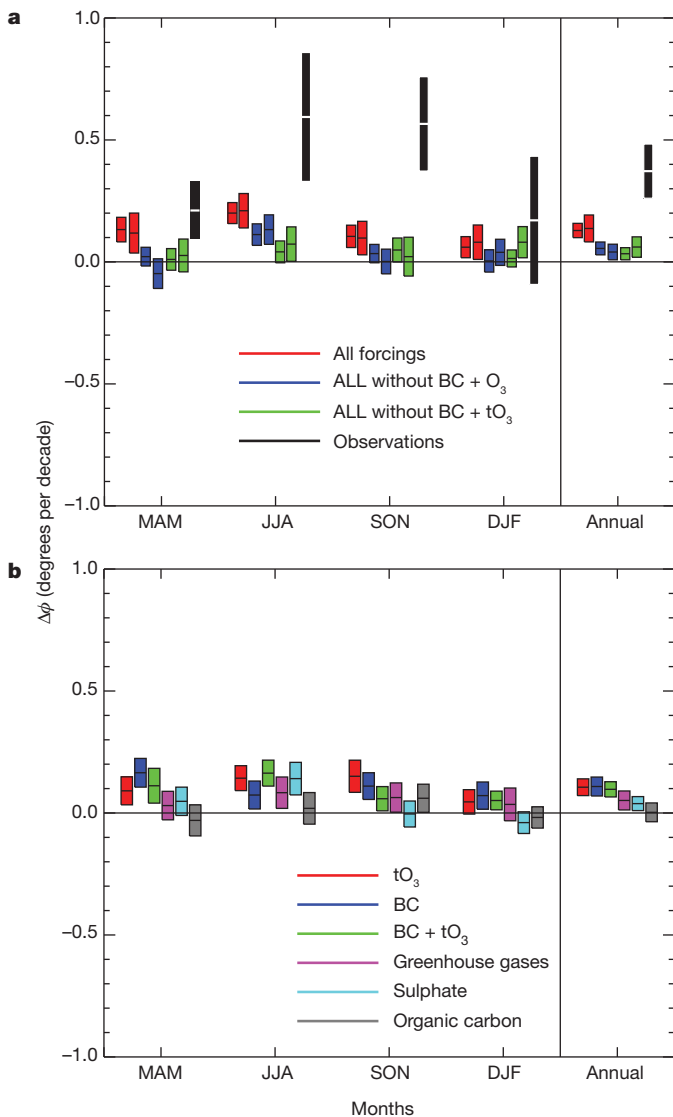 a
1.0
0.5
0.0
−0.5
−1.0
All forcings
ALL without BC + O3
ALL without BC + tO3
Observations
MAM JJA SON DJF Annual
Δϕ (degrees per decade)
b
1.0
0.5
0.0
−0.5
−1.0
tO3
BC
BC + tO3
Greenhouse gases
Sulphate
Organic carbon
MAM JJA SON DJF Annual
Months